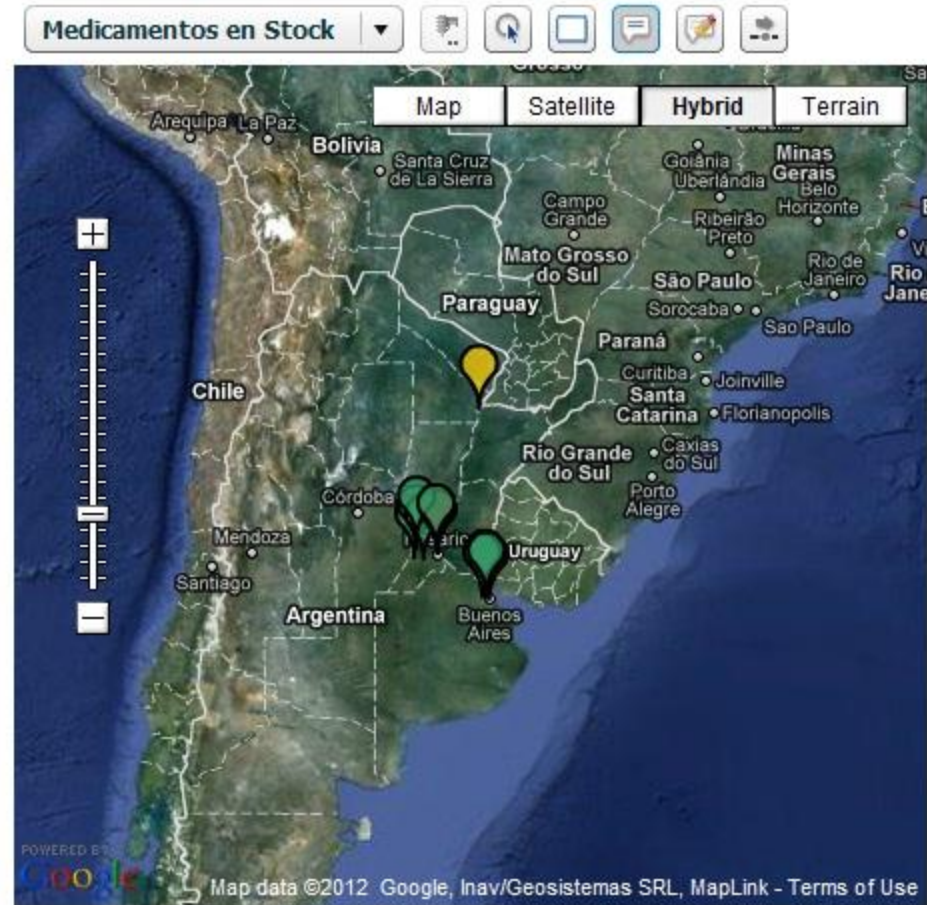 Medicamentos en Stock
Map
Satellite
Hybrid
Terrain
Arequipa
La Paz
Bolivia
Santa Cruz
de La Sierra
Goiânia
Minas
Gerais
Uberlândia
Belo
Horizonte
Campo
Grande
Ribeirão
Preto
Mato Grosso
do Sul
São Paulo
Rio de
Janeiro
Rio
Paraguay
Sorocaba
Sao Paulo
Paraná
Curitiba
Joinville
Chile
Santa
Catarina
Florianopolis
Rio Grande
do Sul
Caxias
do Sul
Porto
Alegre
Córdoba
Mendoza
Uruguay
Santiago
Argentina
Buenos
Aires
POWERED BY
Google
Map data ©2012 Google, Inav/Geosistemas SRL, MapLink - Terms of Use